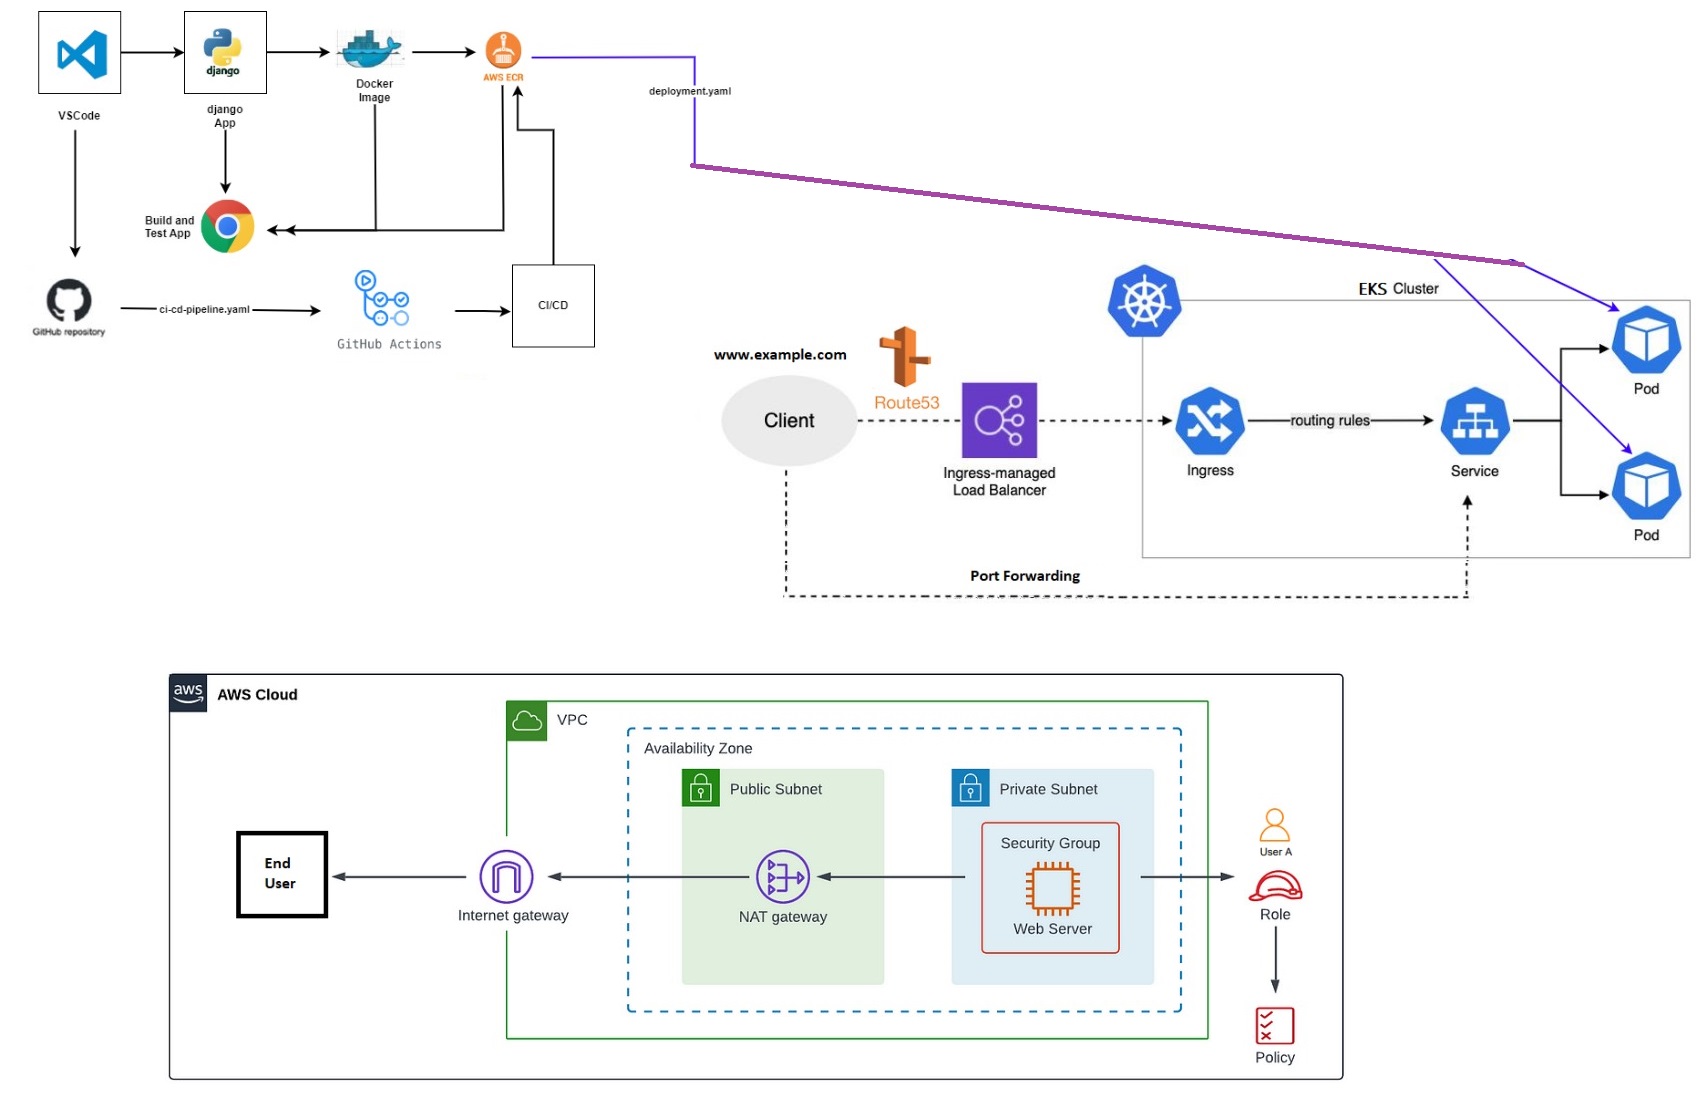 VSCode
django
django
App
Docker
Image
AWS ECR
deployment.yaml
Build and
Test App
GitHub repository
ci-cd-pipeline.yaml
GitHub Actions
CI/CD
EKS Cluster
www.example.com
Client
Route53
Ingress-managed
Load Balancer
Ingress
routing rules
Service
Pod
Pod
Port Forwarding
aws
AWS Cloud
VPC
Availability Zone
Public Subnet
Private Subnet
Security Group
Web Server
End
User
Internet gateway
NAT gateway
User A
Role
Policy